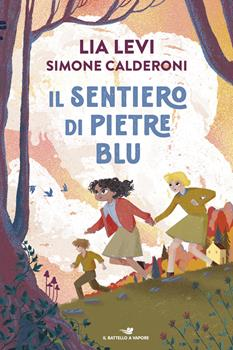 LIA LEVI
SIMONE CALDERONI
IL SENTIERO
DI PIETRE
BLU
IL BATTELLO A VAPORE